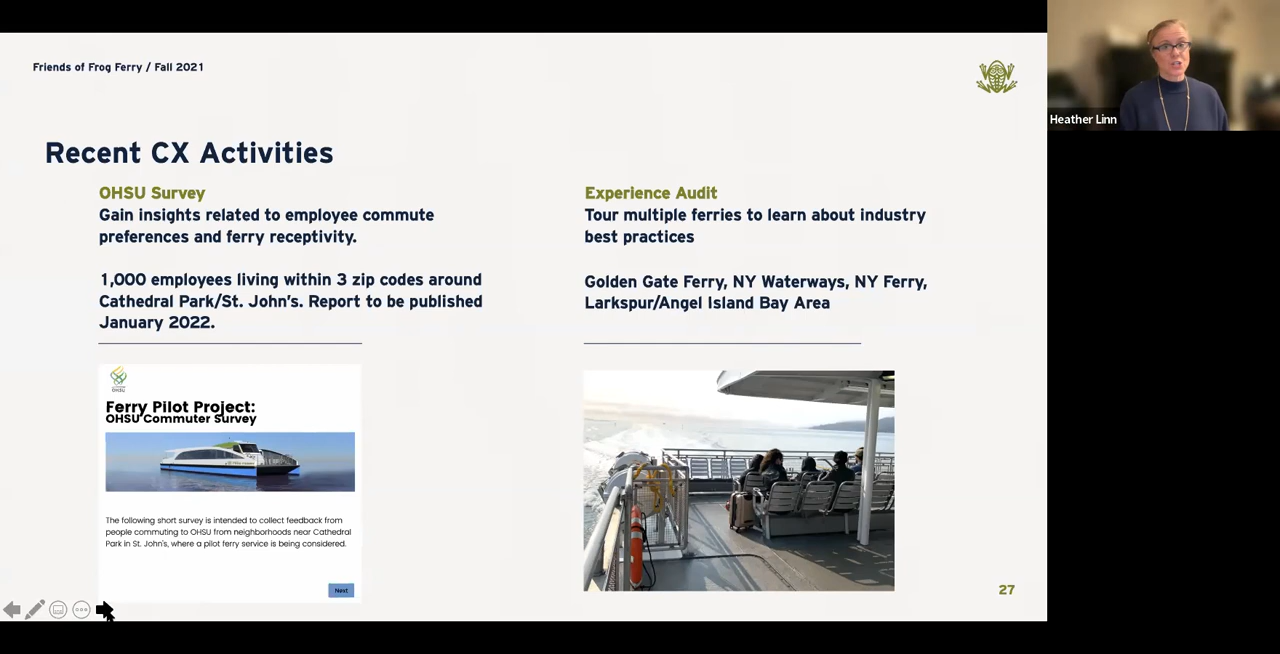 Friends of Frog Ferry / Fall 2021
Recent CX Activities
OHSU Survey
Gain insights related to employee commute
preferences and ferry receptivity.
1,000 employees living within 3 zip codes around
Cathedral Park/St. John's. Report to be published
January 2022.
Experience Audit
Tour multiple ferries to learn about industry
best practices
Golden Gate Ferry, NY Waterways, NY Ferry,
Larkspur/Angel Island Bay Area
OHSU
Ferry Pilot Project:
OHSU Commuter Survey
The following short survey is intended to collect feedback from
people commuting to OHSU from neighborhoods near Cathedral
Park in St. John's, where a pilot ferry service is being considered.
Next
27
Heather Linn